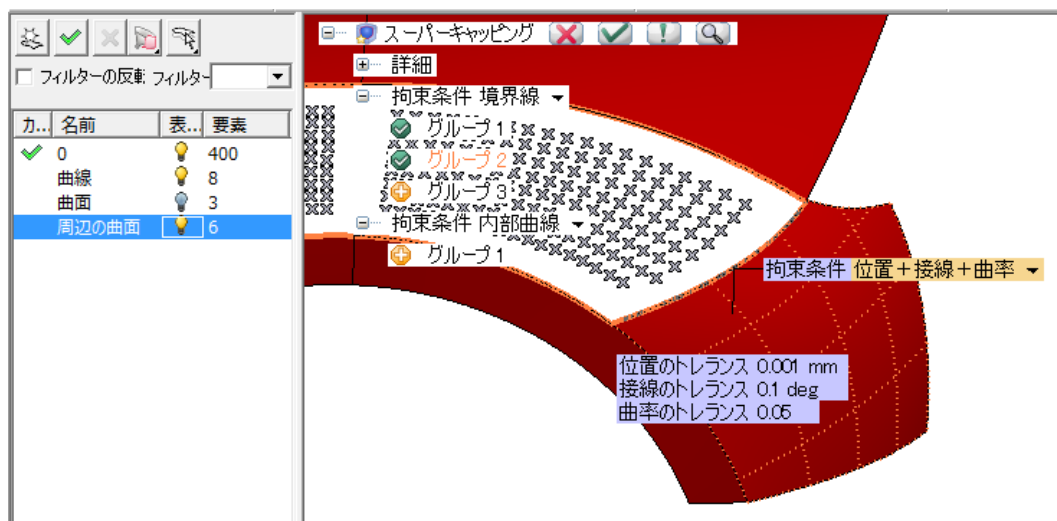 スーパーキャッピング
詳細
フィルターの反転 フィルター
拘束条件 境界線
カ... 名前 表... 要素
グループ 1
0 400
グループ 2
曲線 8
グループ 3
曲面 3
拘束条件 内部曲線
周辺の曲面 6
グループ 1
拘束条件 位置+接線+曲率
位置のトレランス 0.001 mm
接線のトレランス 0.1 deg
曲率のトレランス 0.05